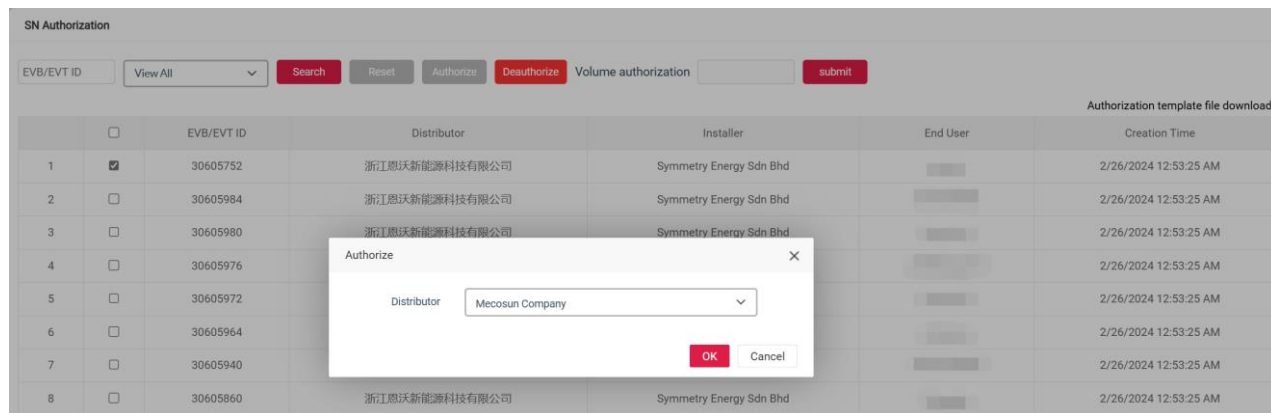 SN Authorization
EVB/EVT ID View All Search Reset Authorize Deauthorize Volume authorization submit
Authorization template file download
EVB/EVT ID Distributor Installer End User Creation Time
1 30605752 浙江恩沃新能源科技有限公司 Symmetry Energy Sdn Bhd 2/26/2024 12:53:25 AM
2 30605984 浙江恩沃新能源科技有限公司 Symmetry Energy Sdn Bhd 2/26/2024 12:53:25 AM
3 30605980 浙江恩沃新能源科技有限公司 Symmetry Energy Sdn Bhd 2/26/2024 12:53:25 AM
Authorize
4 30605976 2/26/2024 12:53:25 AM
5 30605972 2/26/2024 12:53:25 AM
Distributor Mecosun Company
6 30605964 2/26/2024 12:53:25 AM
OK Cancel
7 30605940 2/26/2024 12:53:25 AM
8 30605860 浙江恩沃新能源科技有限公司 Symmetry Energy Sdn Bhd 2/26/2024 12:53:25 AM